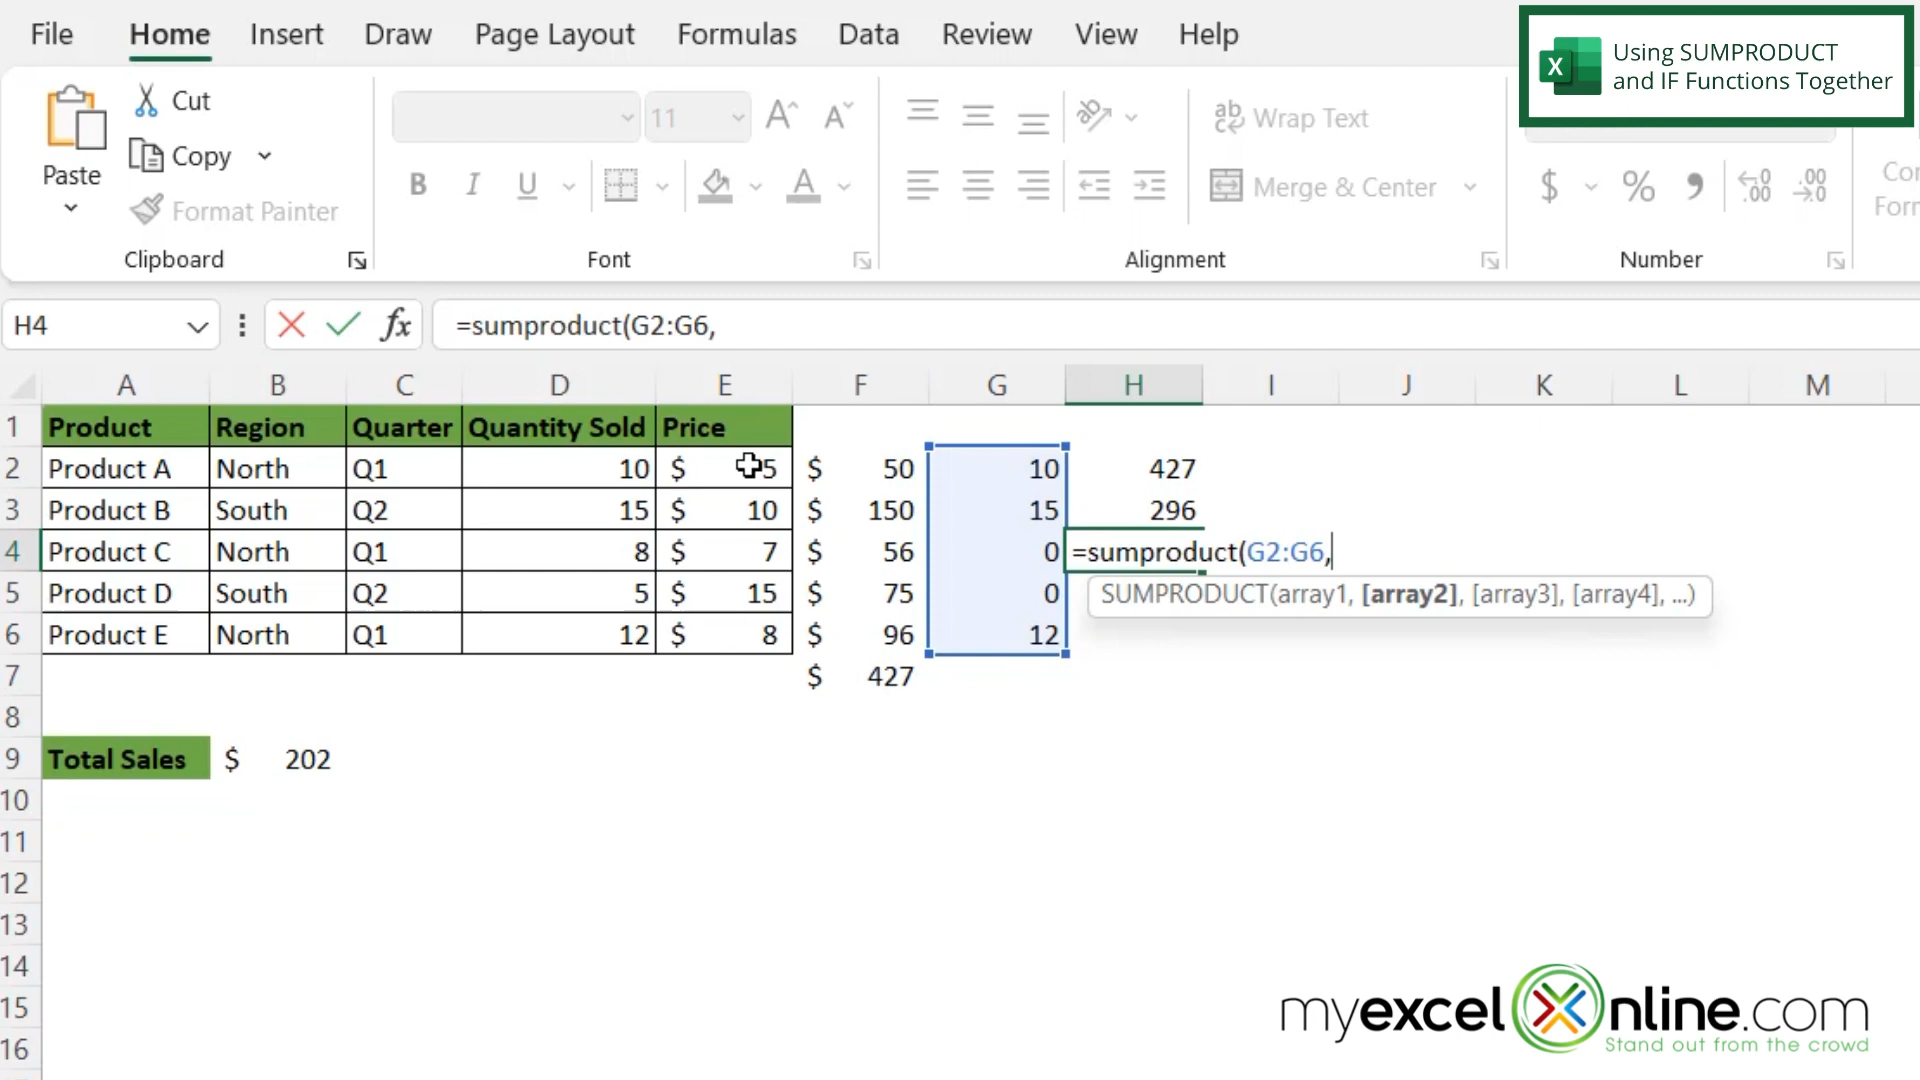 File Home Insert Draw Page Layout Formulas Data Review View Help
Using SUMPRODUCT
and IF Functions Together
Paste
Cut
Copy
Format Painter
Clipboard
11
B I U
Font
Wrap Text
Merge & Center
Alignment
$ % ,
Number
H4
fx
=sumproduct(G2:G6,
A B C D E F G H I J K L M
1 Product Region Quarter Quantity Sold Price
2 Product A North Q1 10 $ 5 $ 50 10 427
3 Product B South Q2 15 $ 10 $ 150 15 296
4 Product C North Q1 8 $ 7 $ 56 0 =sumproduct(G2:G6,
SUMPRODUCT(array1, [array2], [array3], [array4], ...)
5 Product D South Q2 5 $ 15 $ 75 0
6 Product E North Q1 12 $ 8 $ 96 12
7 $ 427
8
9 Total Sales $ 202
10
11
12
13
14
15
16
myexcelonline.com
Stand out from the crowd